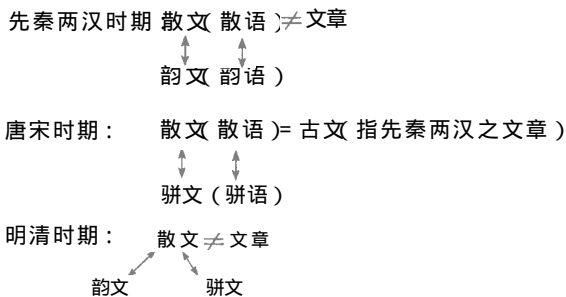 先秦两汉时期 散文( 散语 )≠ 文章
韵文( 韵语 )
唐宋时期： 散文( 散语 )= 古文( 指先秦两汉之文章 )
骈文 ( 骈语 )
明清时期： 散文 ≠ 文章
韵文 骈文